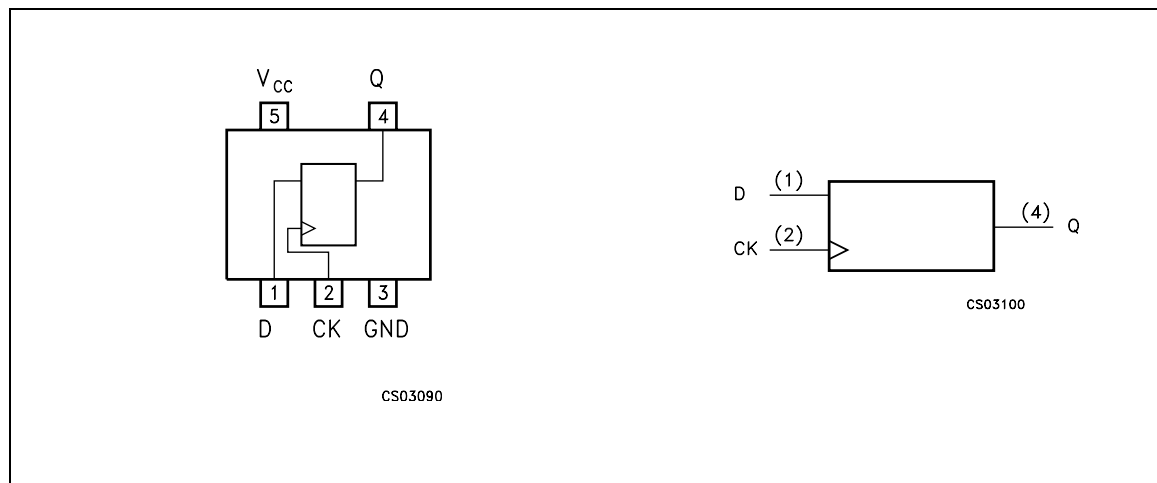 VCC Q
5 4
1 2 3
D CK GND
CS03090
D (1)
CK (2)
(4) Q
CS03100